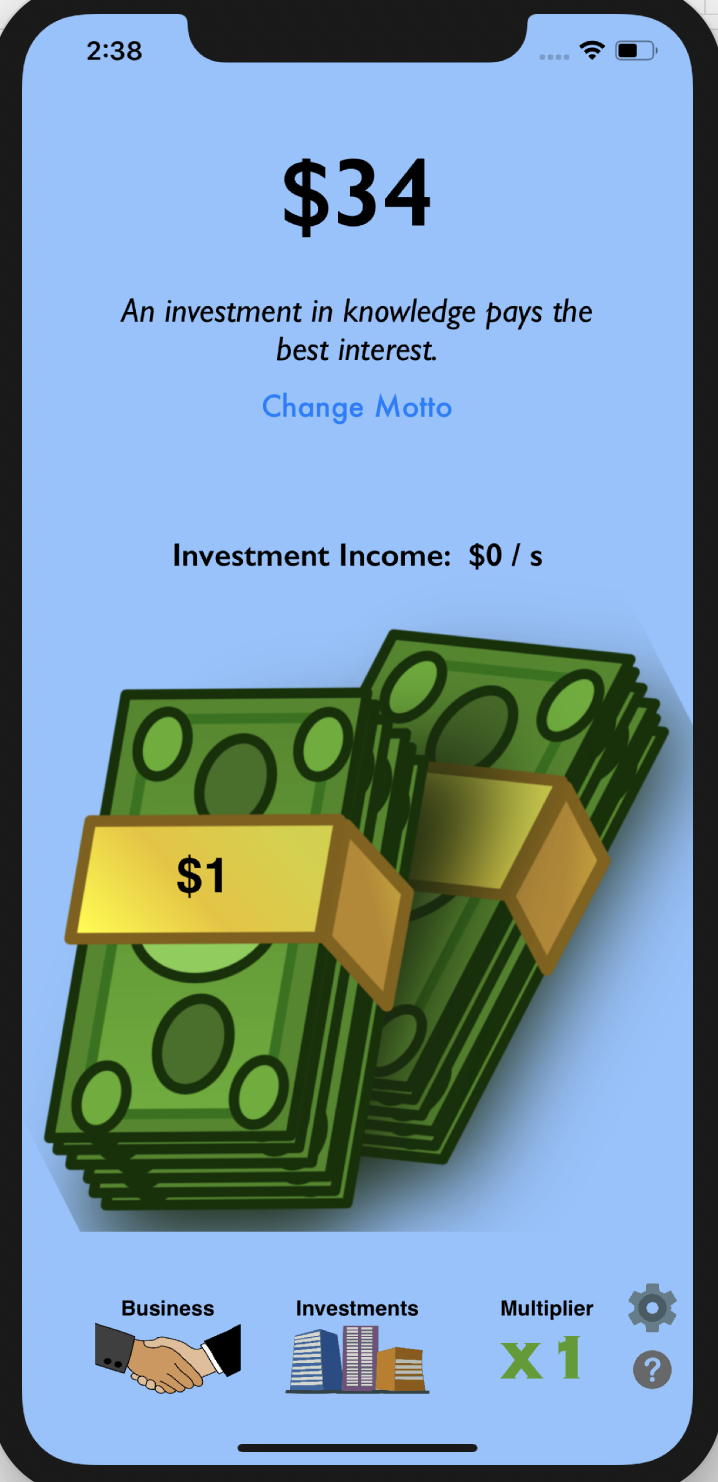 2:38
$34
An investment in knowledge pays the
best interest.
Change Motto
Investment Income:  $0 / s
$1
Business
Investments
Multiplier
x 1
?